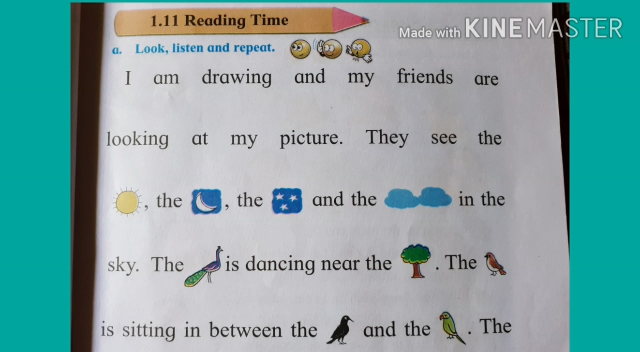 1.11 Reading Time
Made with KINEMASTER
a. Look, listen and repeat.
I am drawing and my friends are
looking at my picture. They see the
, the , the and the in the
sky. The is dancing near the . The
is sitting in between the and the . The